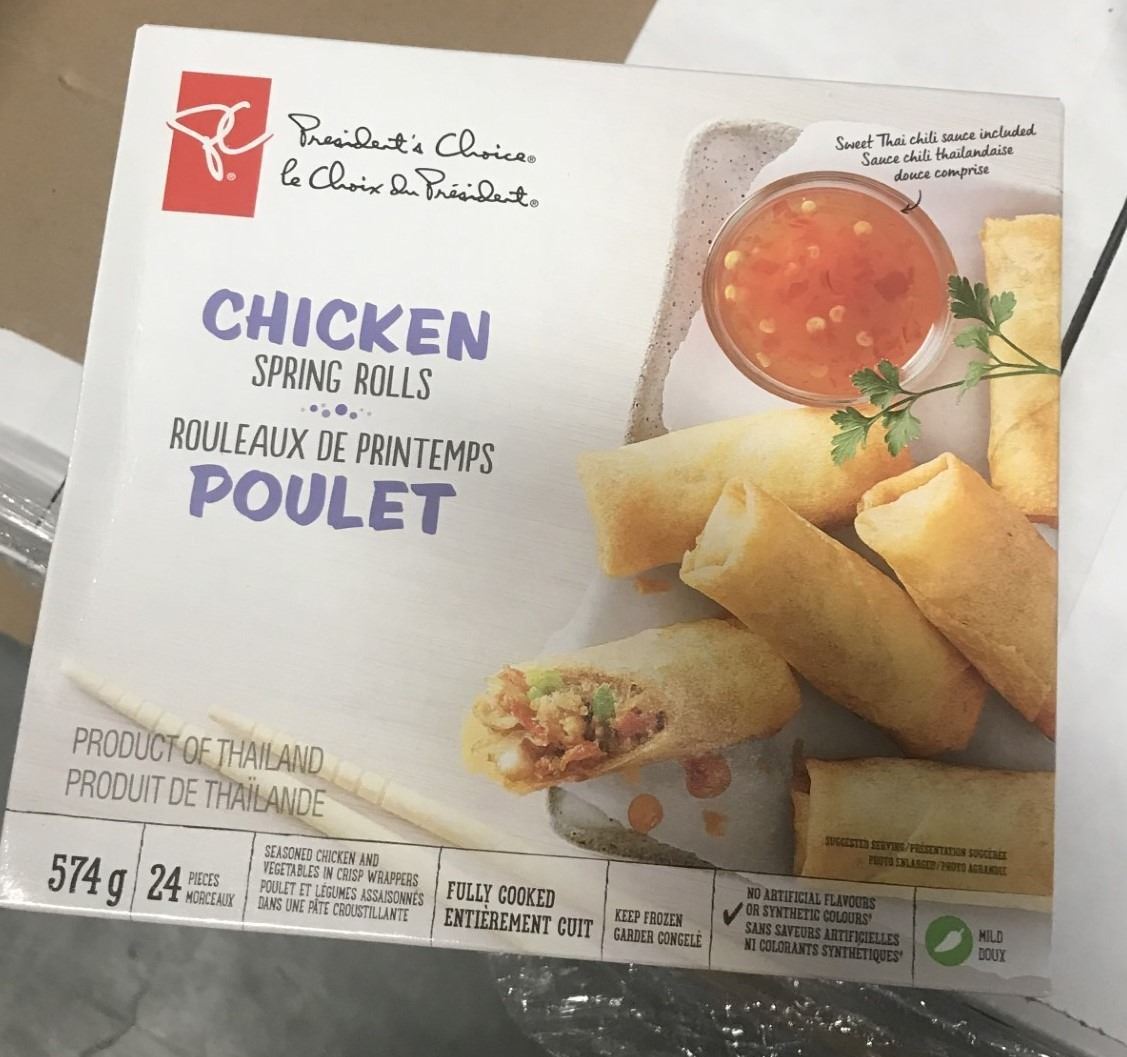 President's Choice®
le Choix du Président®
Sweet Thai chili sauce included
Sauce chili thaïlandaise
douce comprise
CHICKEN
SPRING ROLLS
ROULEAUX DE PRINTEMPS
POULET
PRODUCT OF THAILAND
PRODUIT DE THAÏLANDE
SUGGESTED SERVING/PRÉSENTATION SUGGÉRÉE
PHOTO ENLARGED/PHOTO AGRANDIE
574 g
24 PIECES
MORCEAUX
SEASONED CHICKEN AND
VEGETABLES IN CRISP WRAPPERS
POULET ET LÉGUMES ASSAISONNÉS
DANS UNE PÂTE CROUSTILLANTE
FULLY COOKED
ENTIÈREMENT CUIT
KEEP FROZEN
GARDER CONGELÉ
NO ARTIFICIAL FLAVOURS
OR SYNTHETIC COLOURS†
SANS SAVEURS ARTIFICIELLES
NI COLORANTS SYNTHÉTIQUES†
MILD
DOUX